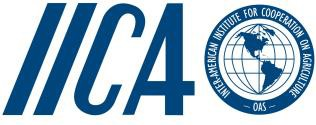 IICA
INTER-AMERICAN INSTITUTE FOR COOPERATION ON AGRICULTURE
– OAS –